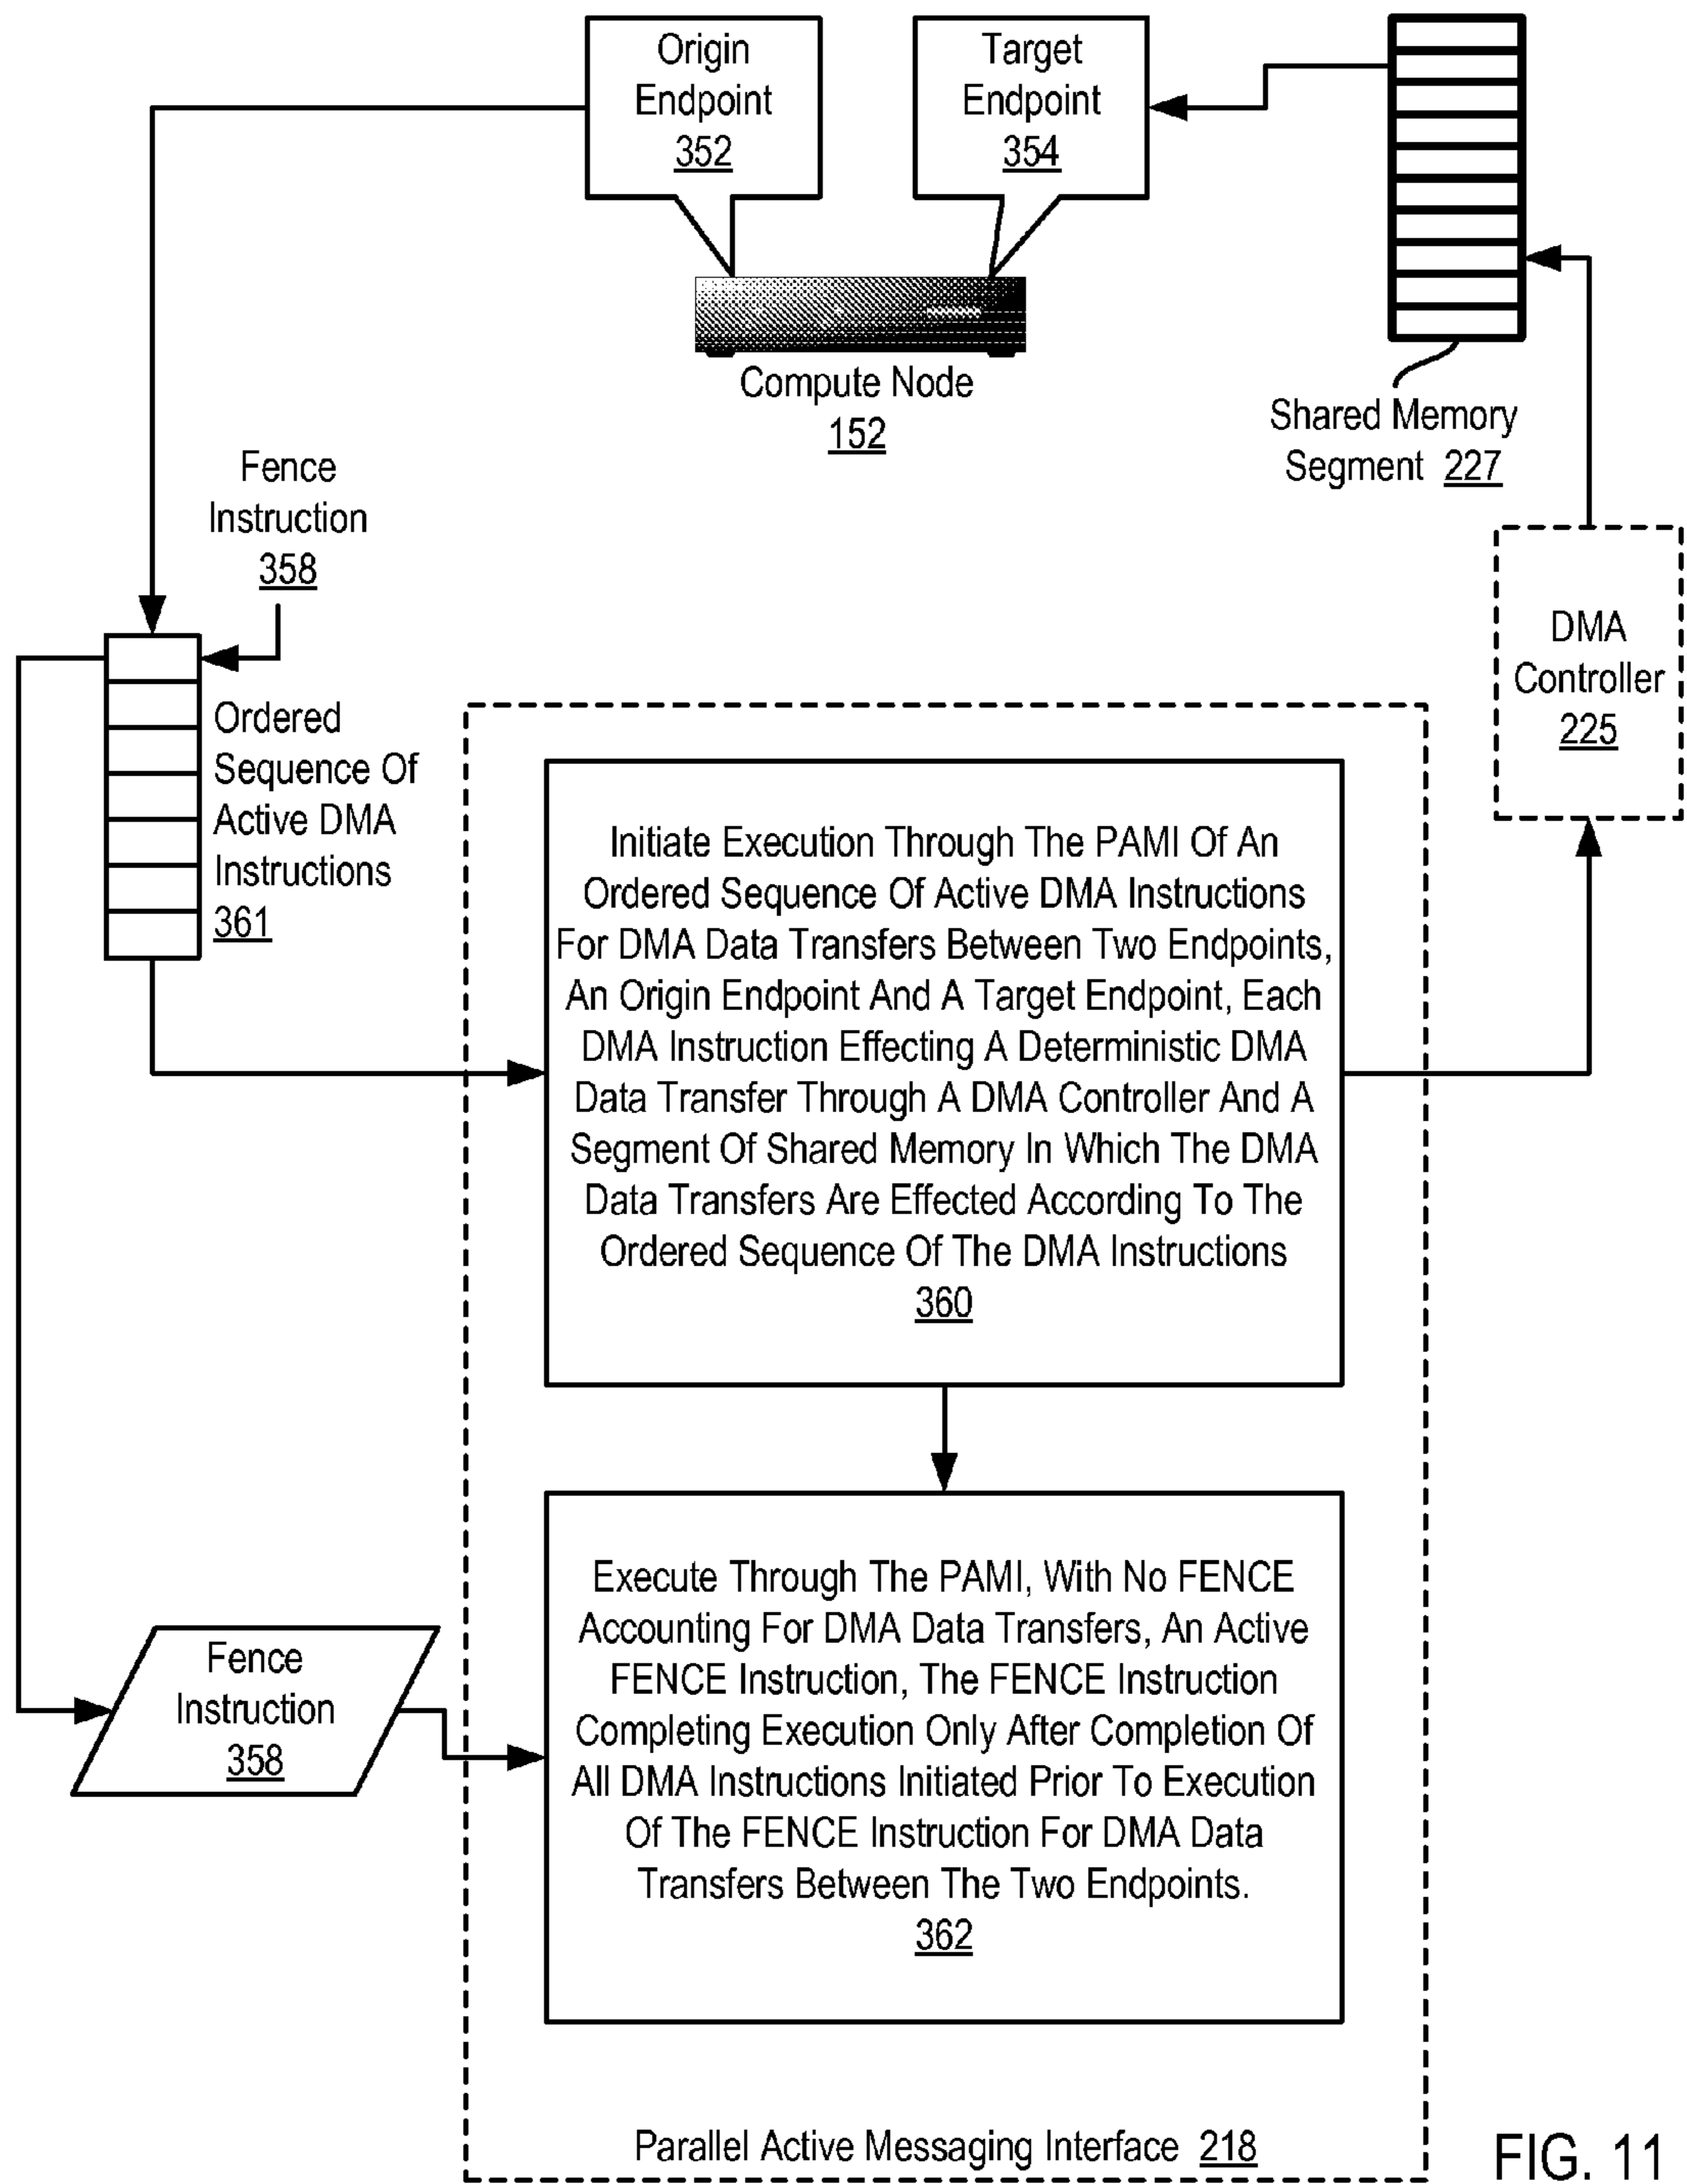 Origin
Endpoint
352
Target
Endpoint
354
Compute Node
152
Shared Memory
Segment 227
Fence
Instruction
358
DMA
Controller
225
Ordered
Sequence Of
Active DMA
Instructions
361
Initiate Execution Through The PAMI Of An
Ordered Sequence Of Active DMA Instructions
For DMA Data Transfers Between Two Endpoints,
An Origin Endpoint And A Target Endpoint, Each
DMA Instruction Effecting A Deterministic DMA
Data Transfer Through A DMA Controller And A
Segment Of Shared Memory In Which The DMA
Data Transfers Are Effected According To The
Ordered Sequence Of The DMA Instructions
360
Execute Through The PAMI, With No FENCE
Accounting For DMA Data Transfers, An Active
FENCE Instruction, The FENCE Instruction
Completing Execution Only After Completion Of
All DMA Instructions Initiated Prior To Execution
Of The FENCE Instruction For DMA Data
Transfers Between The Two Endpoints.
362
Fence
Instruction
358
Parallel Active Messaging Interface 218
FIG. 11